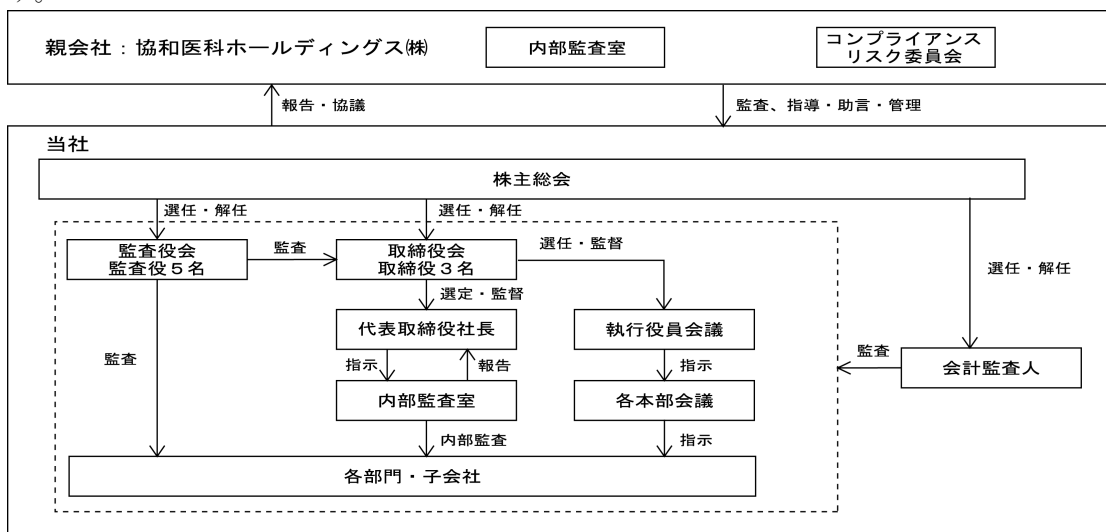 す。
親会社：協和医科ホールディングス㈱
内部監査室
コンプライアンス
リスク委員会
報告・協議
監査、指導・助言・管理
当社
株主総会
選任・解任
選任・解任
監査役会
監査役５名
監査
取締役会
取締役３名
選任・監督
選任・解任
選定・監督
代表取締役社長
執行役員会議
監査
指示
報告
指示
監査
会計監査人
内部監査室
各本部会議
内部監査
指示
各部門・子会社